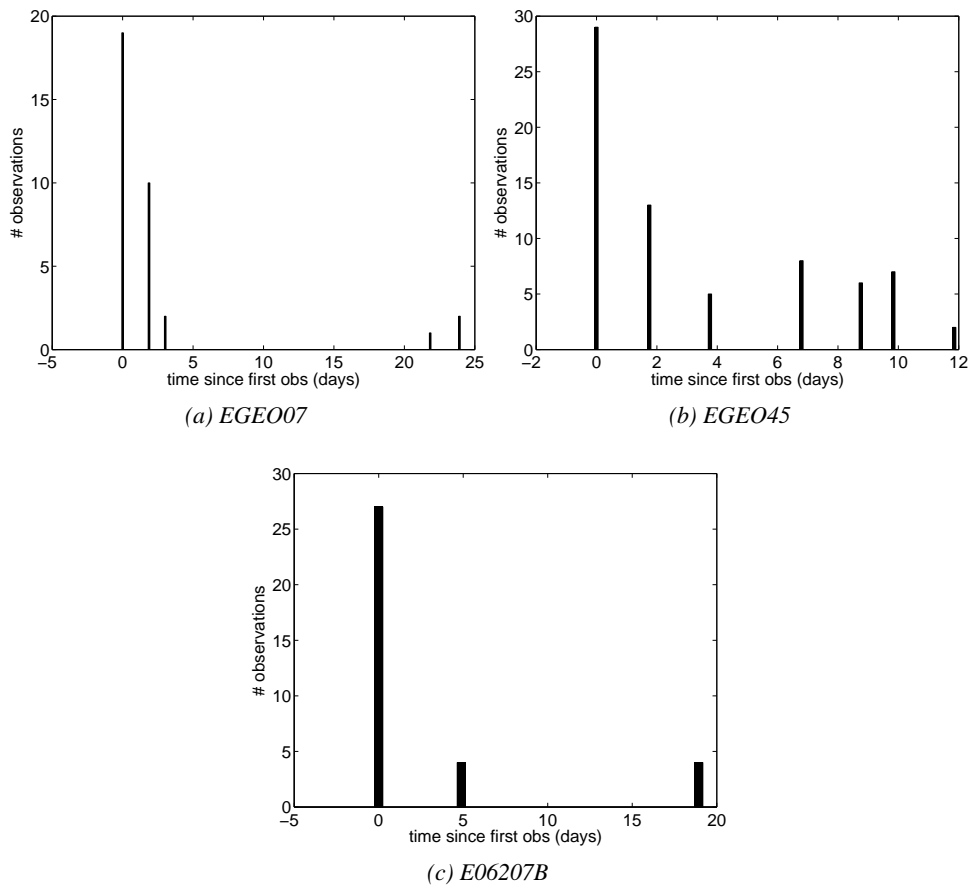 20
15
10
5
0
# observations
−5 0 5 10 15 20 25
time since first obs (days)
(a) EGEO07
30
25
20
15
10
5
0
# observations
−2 0 2 4 6 8 10 12
time since first obs (days)
(b) EGEO45
30
25
20
15
10
5
0
# observations
−5 0 5 10 15 20
time since first obs (days)
(c) E06207B